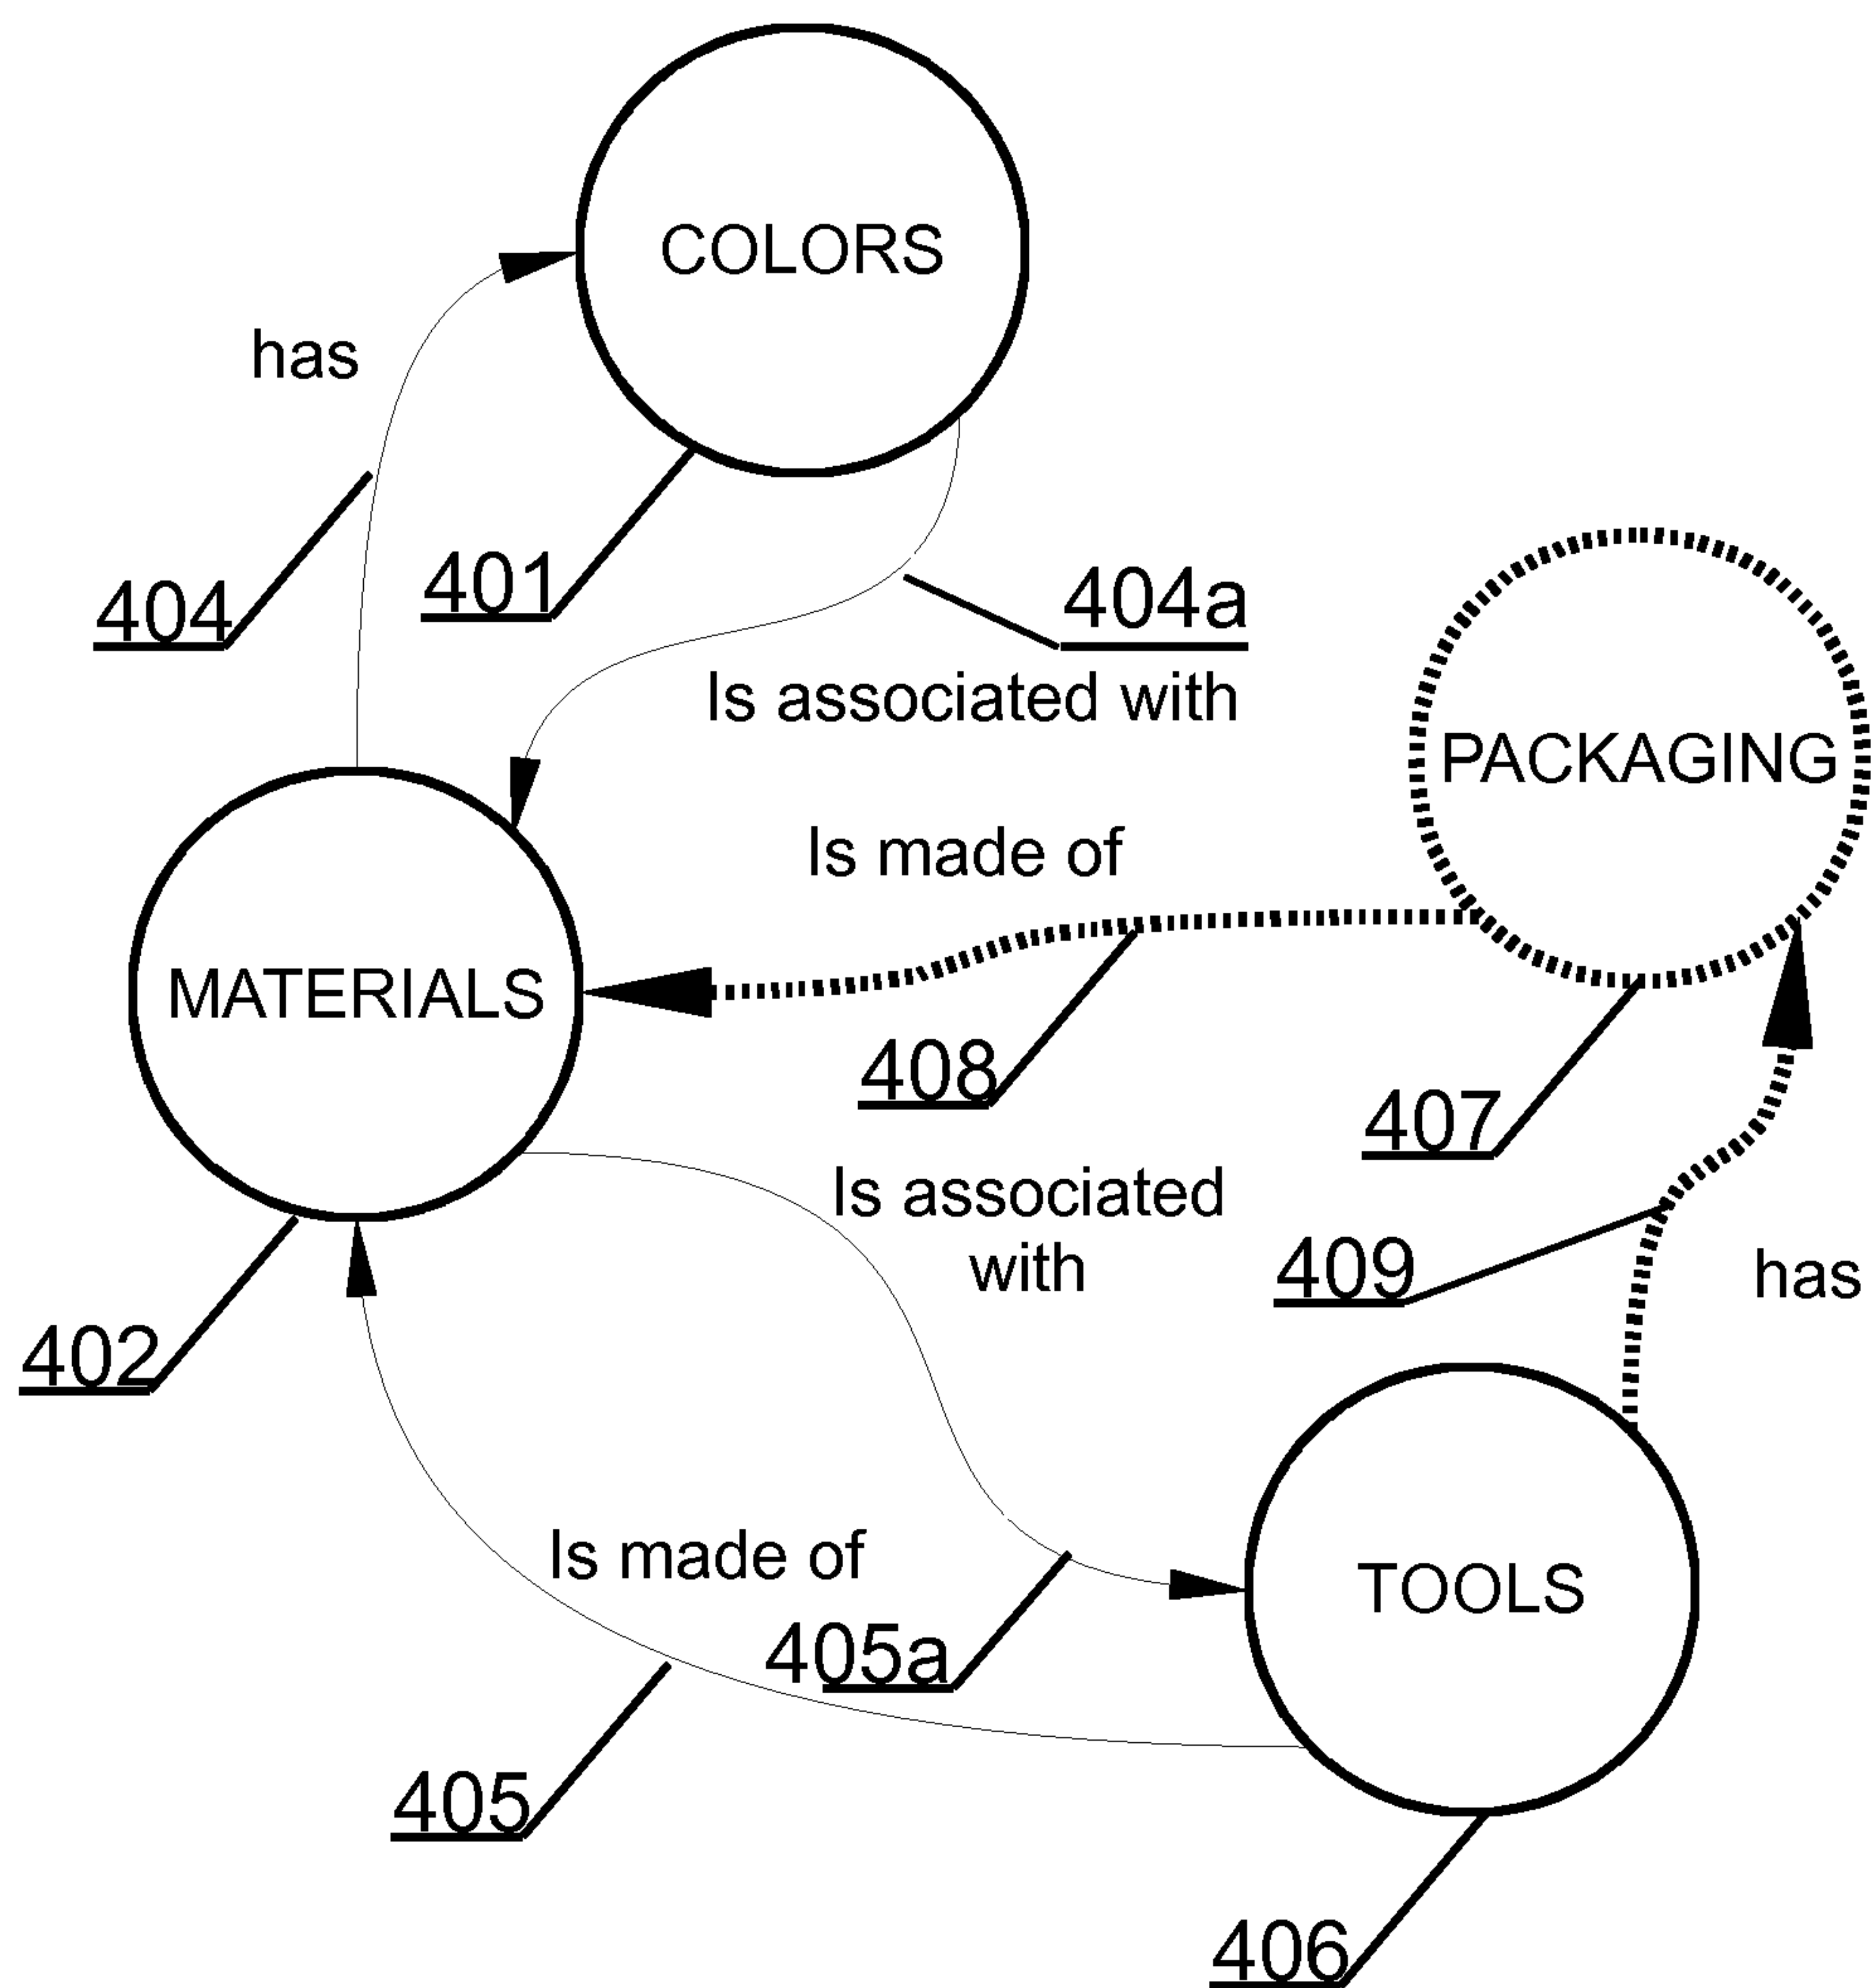 COLORS
has
401
404a
404
Is associated with
PACKAGING
Is made of
MATERIALS
408
407
Is associated
with
409
has
402
Is made of
TOOLS
405a
405
406